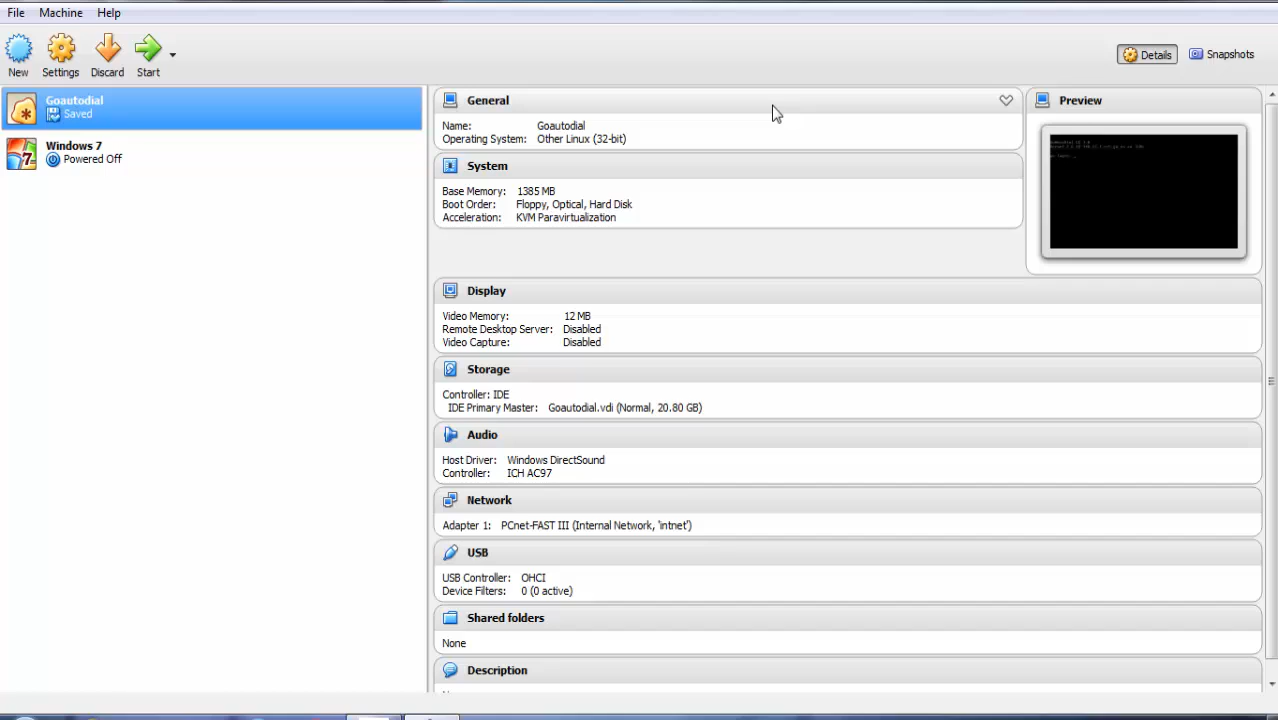 File Machine Help
New Settings Discard Start
Details Snapshots
Goautodial
Saved
Windows 7
Powered Off
General
Name: Goautodial
Operating System: Other Linux (32-bit)
Preview
System
Base Memory: 1385 MB
Boot Order: Floppy, Optical, Hard Disk
Acceleration: KVM Paravirtualization
Display
Video Memory: 12 MB
Remote Desktop Server: Disabled
Video Capture: Disabled
Storage
Controller: IDE
IDE Primary Master: Goautodial.vdi (Normal, 20.80 GB)
Audio
Host Driver: Windows DirectSound
Controller: ICH AC97
Network
Adapter 1: PCnet-FAST III (Internal Network, 'intnet')
USB
USB Controller: OHCI
Device Filters: 0 (0 active)
Shared folders
None
Description